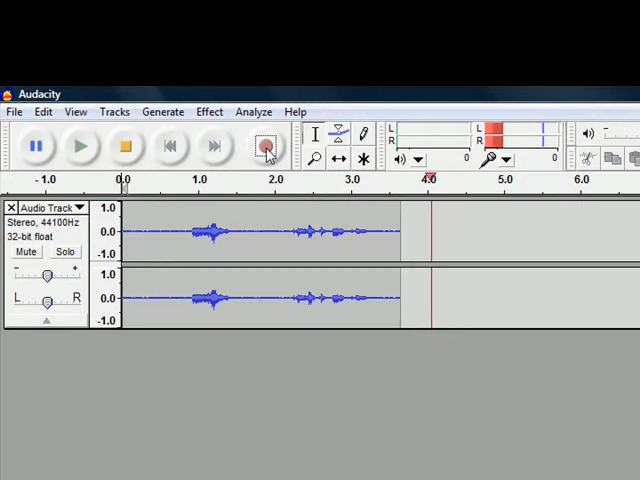 Audacity
File Edit View Tracks Generate Effect Analyze Help
L L
R R
0 0
- 1.0 0.0 1.0 2.0 3.0 4.0 5.0 6.0
Audio Track
Stereo, 44100Hz
32-bit float
Mute Solo
- +
L R
1.0
0.0
-1.0
1.0
0.0
-1.0